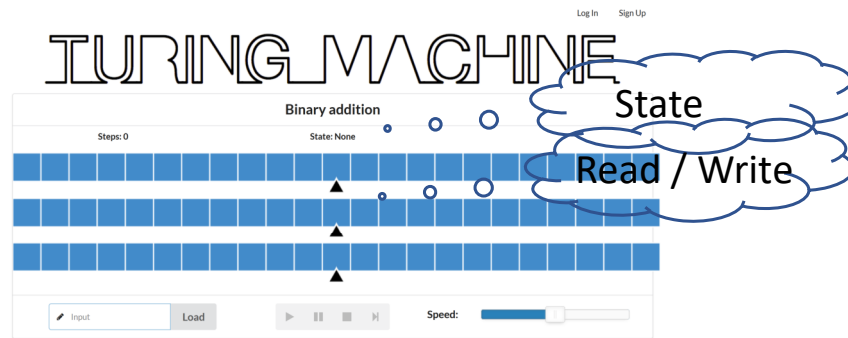 Log In Sign Up
TURING MACHINE
Binary addition
State
Steps: 0 State: None
Read / Write
Input Load Speed: